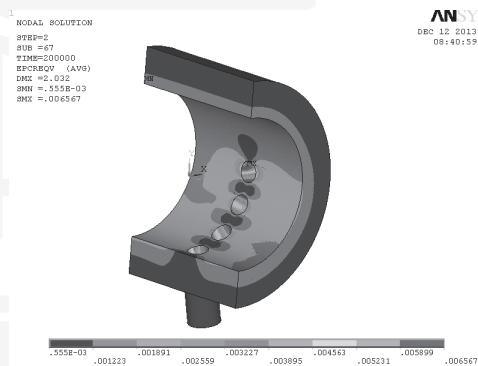 1
NODAL SOLUTION
STEP=2
SUB =67
TIME=200000
EPCREQV (AVG)
DMX =2.032
SMN =.555E-03
SMX =.006567
ANSY
DEC 12 2013
08:40:59
MN
MX
Y
X
.555E-03 .001891 .003227 .004563 .005899
.001223 .002559 .003895 .005231 .006567